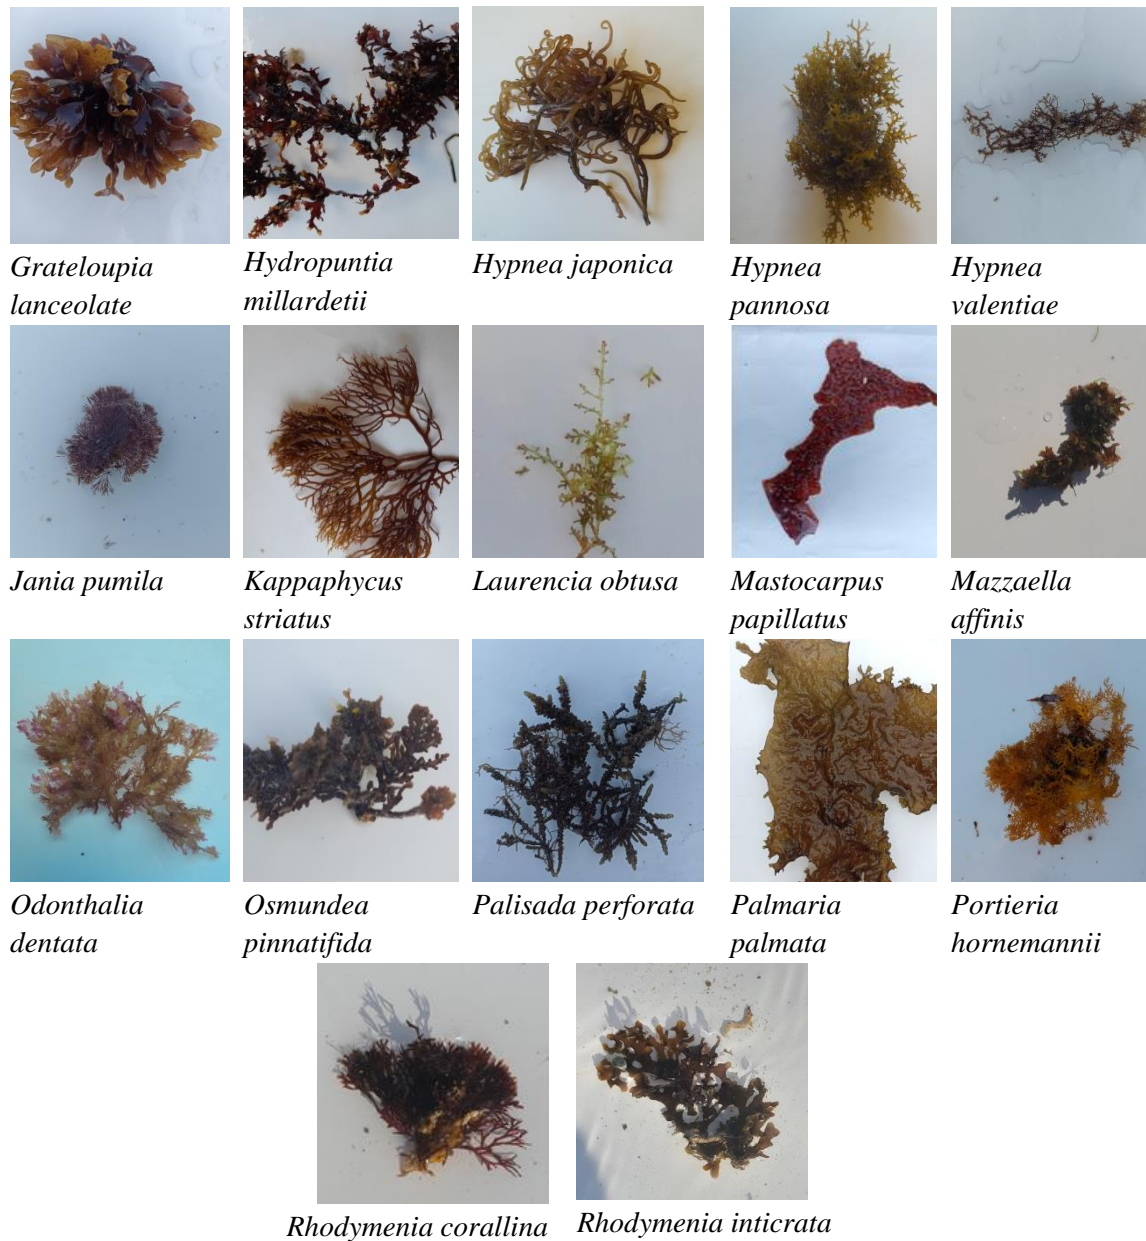 Grateloupia
lanceolate
Hydropuntia
millardetii
Hypnea japonica
Hypnea
pannosa
Hypnea
valentiae
Jania pumila
Kappaphycus
striatus
Laurencia obtusa
Mastocarpus
papillatus
Mazzaella
affinis
Odonthalia
dentata
Osmundea
pinnatifida
Palisada perforata
Palmaria
palmata
Portieria
hornemannii
Rhodymenia corallina
Rhodymenia inticrata